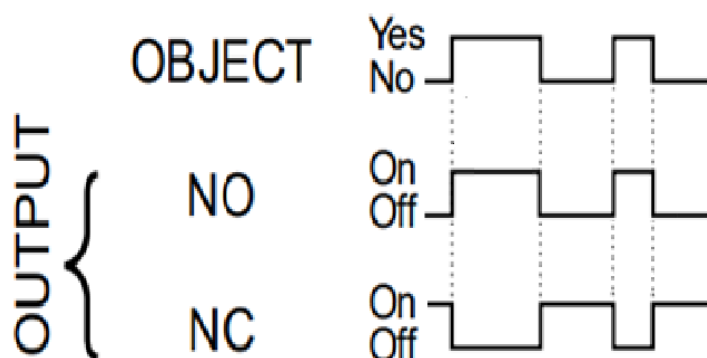 OBJECT
Yes
No
OUTPUT
NO
On
Off
NC
On
Off